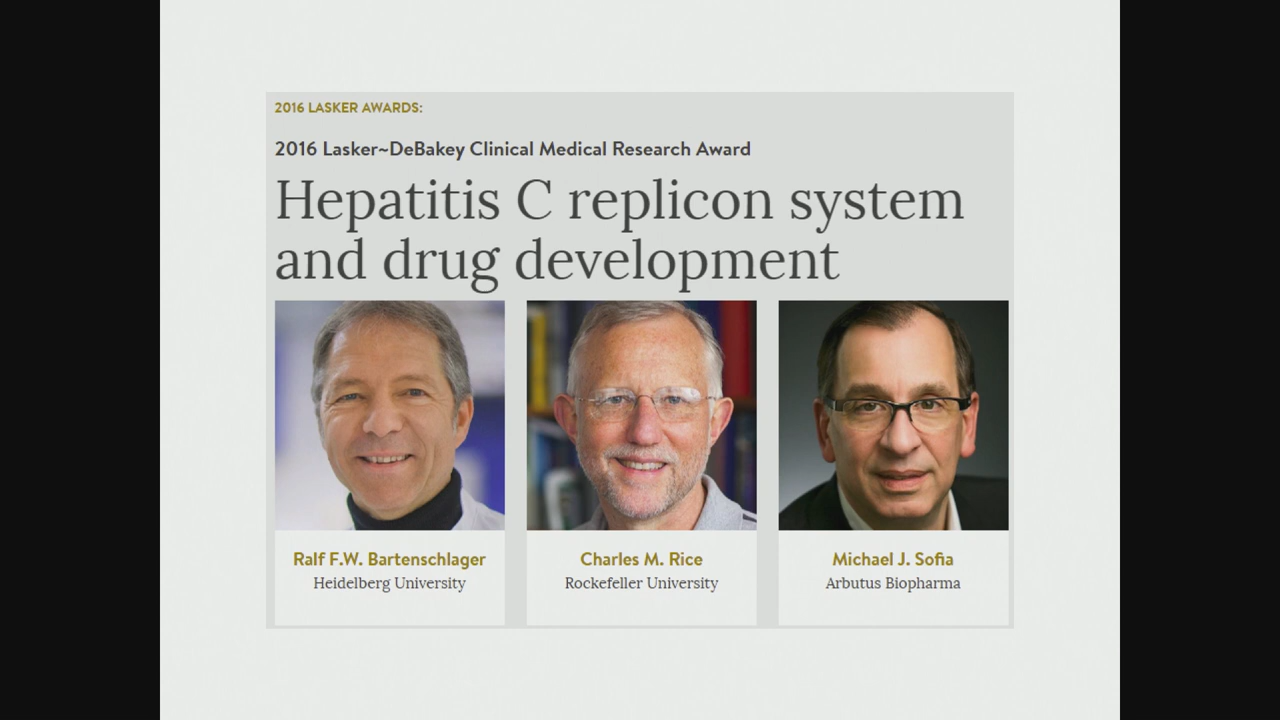 2016 LASKER AWARDS:
2016 Lasker~DeBakey Clinical Medical Research Award
Hepatitis C replicon system
and drug development
Ralf F.W. Bartenschlager
Heidelberg University
Charles M. Rice
Rockefeller University
Michael J. Sofia
Arbutus Biopharma